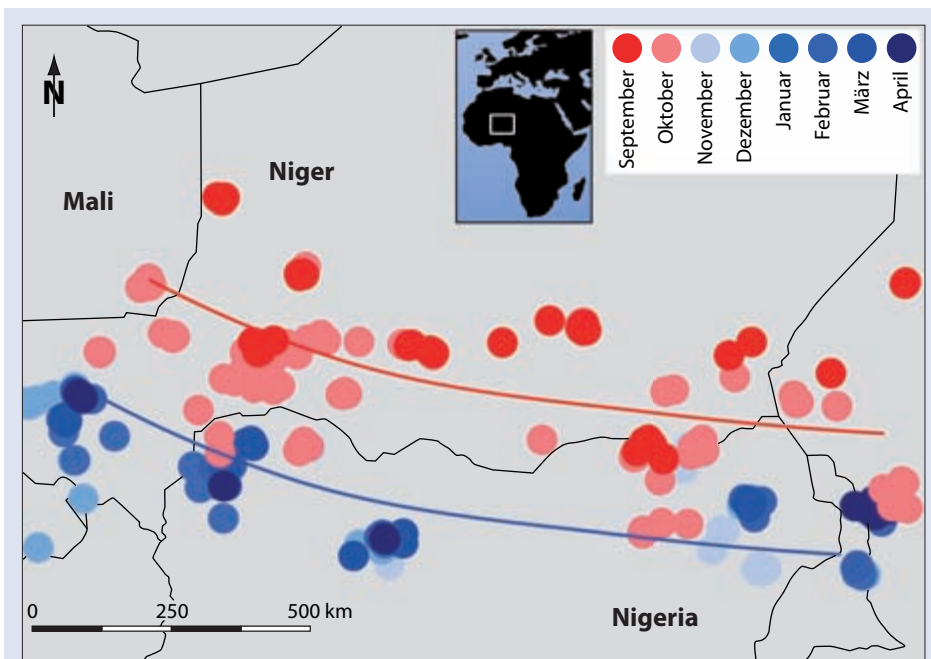 N
Mali
Niger
September
Oktober
November
Dezember
Januar
Februar
März
April
0 250 500 km
Nigeria